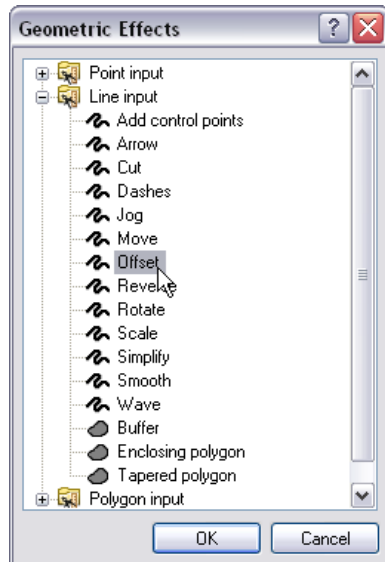 Geometric Effects
Point input
Line input
Add control points
Arrow
Cut
Dashes
Jog
Move
Offset
Reverse
Rotate
Scale
Simplify
Smooth
Wave
Buffer
Enclosing polygon
Tapered polygon
Polygon input
OK Cancel